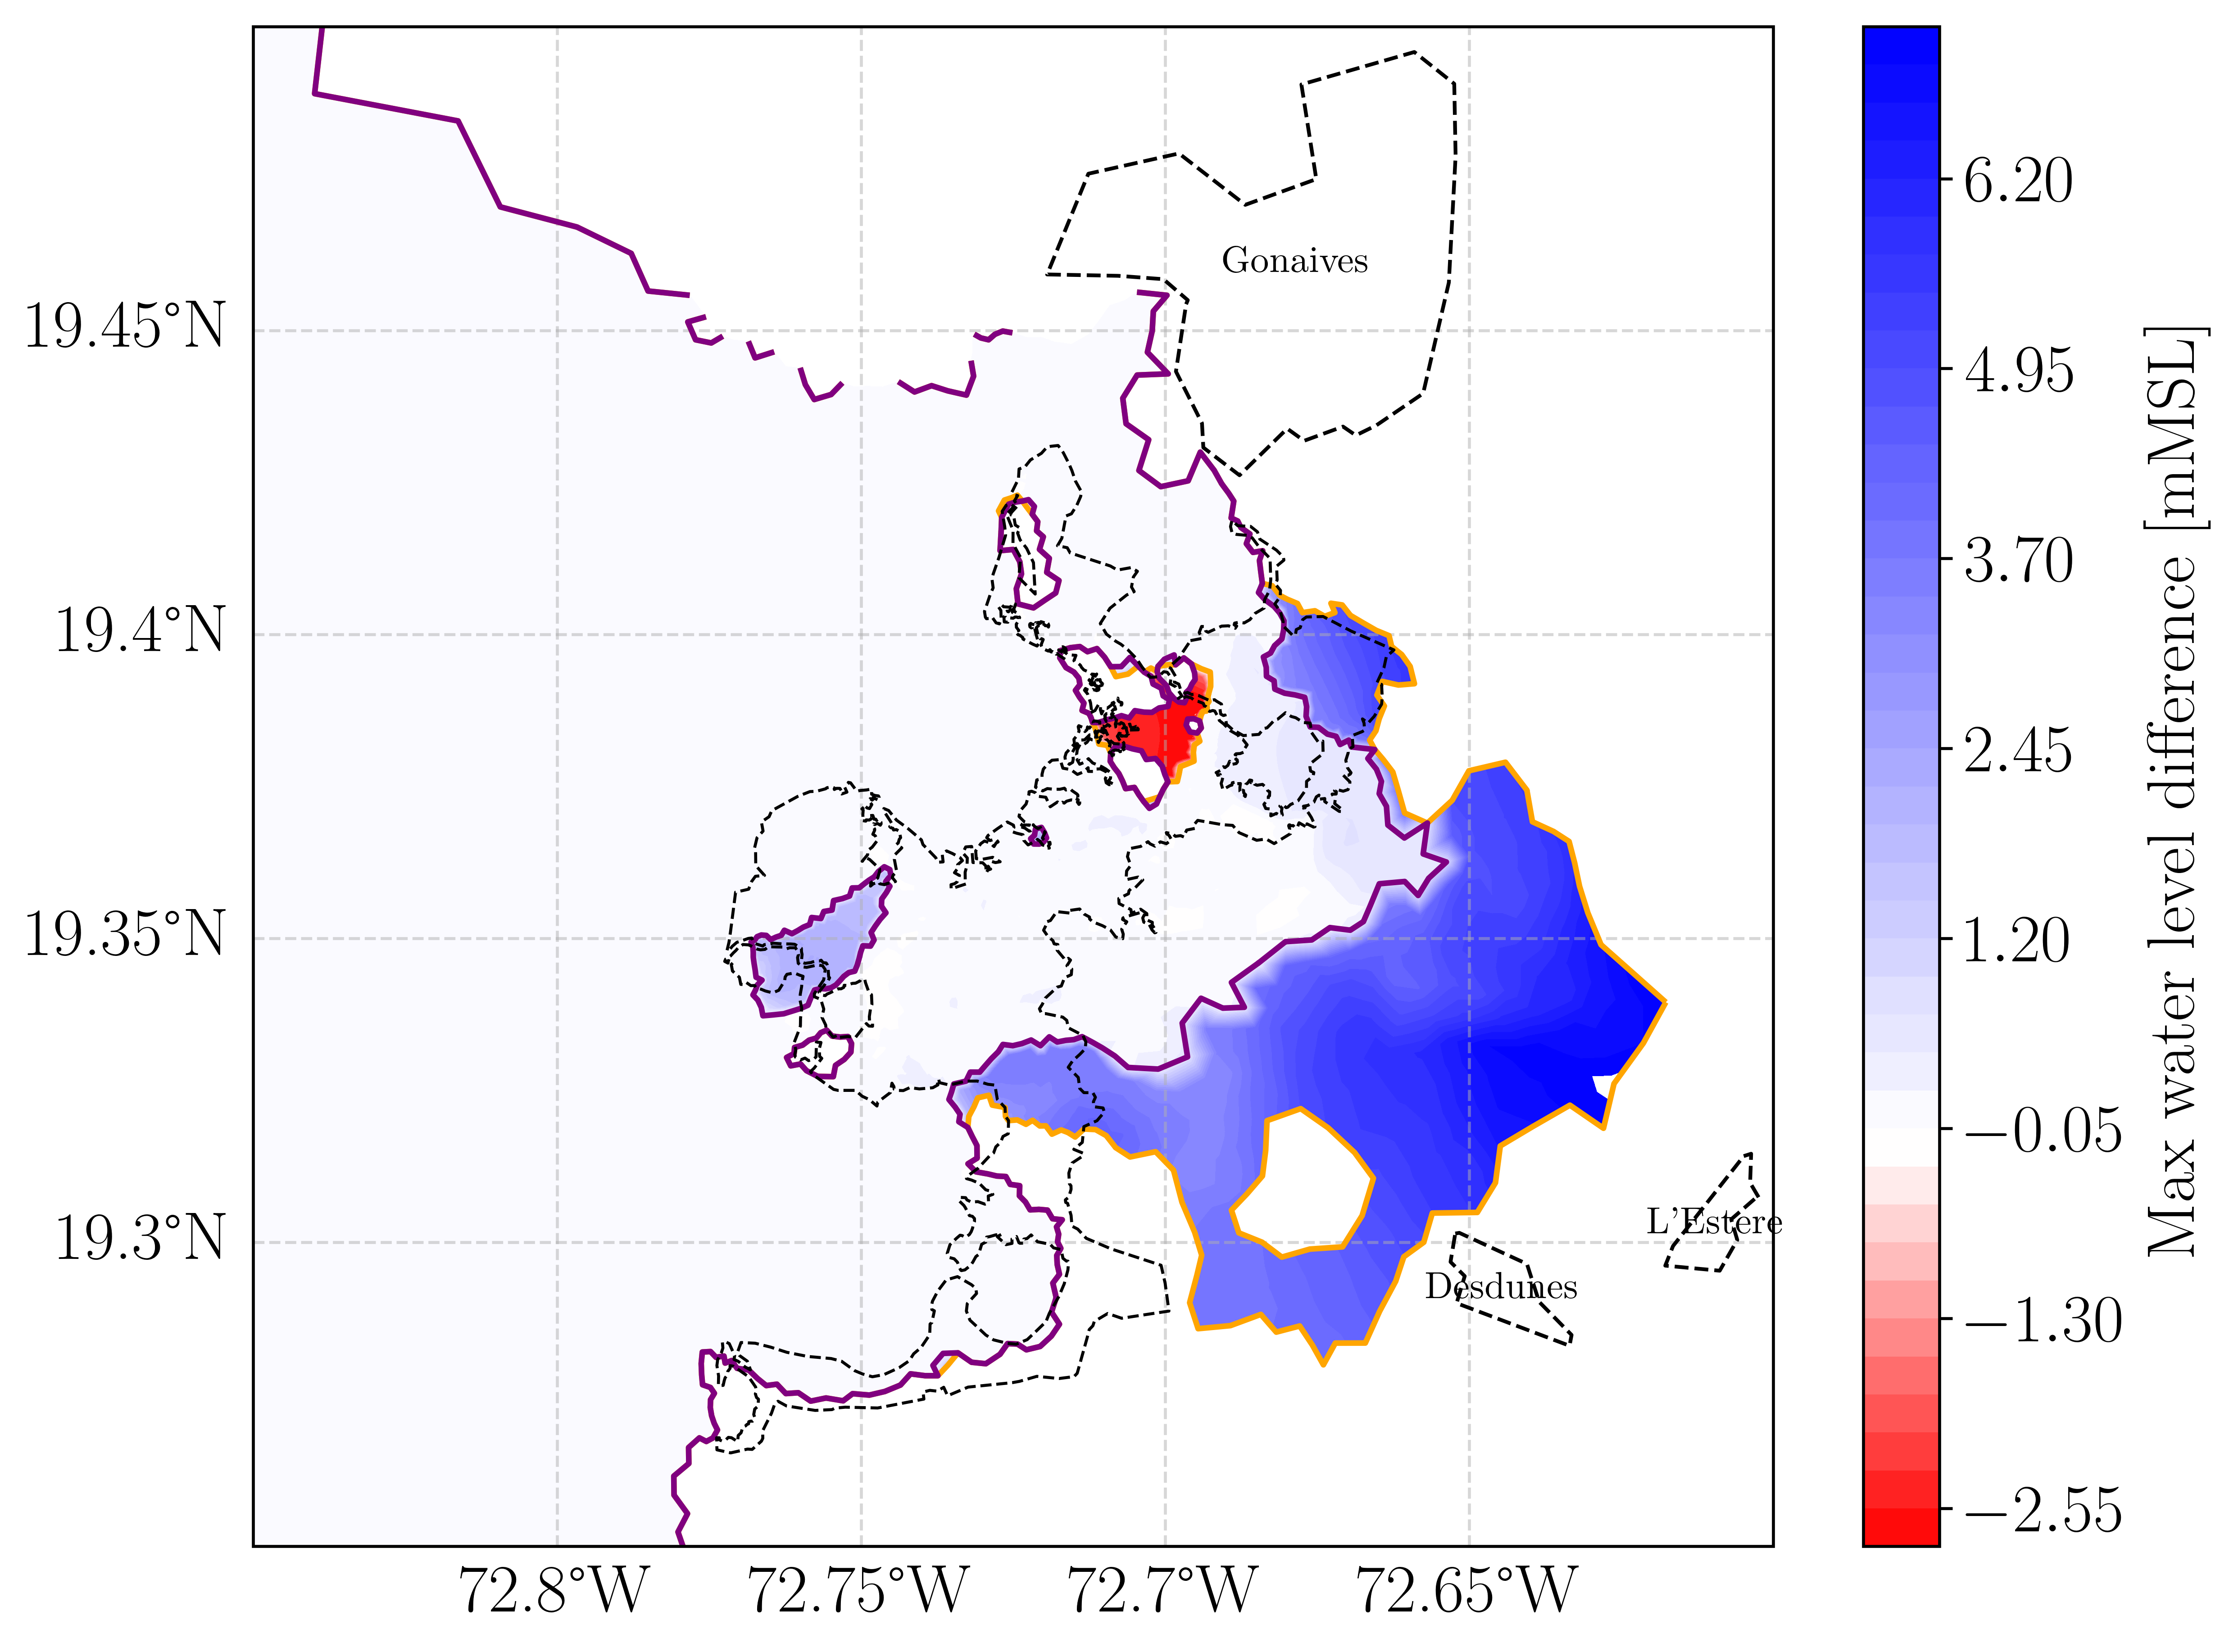 Gonaives
L'Estere
Desdunes
19.45°N
19.4°N
19.35°N
19.3°N
72.8°W
72.75°W
72.7°W
72.65°W
6.20
4.95
3.70
2.45
1.20
−0.05
−1.30
−2.55
Max water level difference [mMSL]